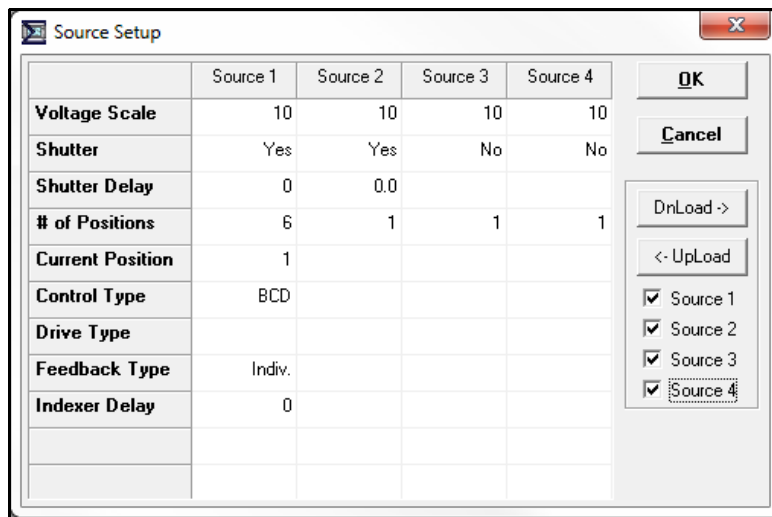 Source Setup
Source 1 Source 2 Source 3 Source 4
OK
Voltage Scale 10 10 10 10
Cancel
Shutter Yes Yes No No
Shutter Delay 0 0.0
DnLoad ->
# of Positions 6 1 1 1
Current Position 1
<- UpLoad
Control Type BCD
Source 1
Drive Type
Source 2
Feedback Type Indiv.
Source 3
Indexer Delay 0
Source 4